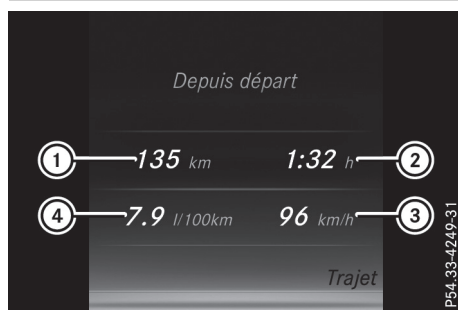 Depuis départ
1 135 km 1:32 h 2
4 7.9 l/100km 96 km/h 3
Trajet
P54.33-4249-31